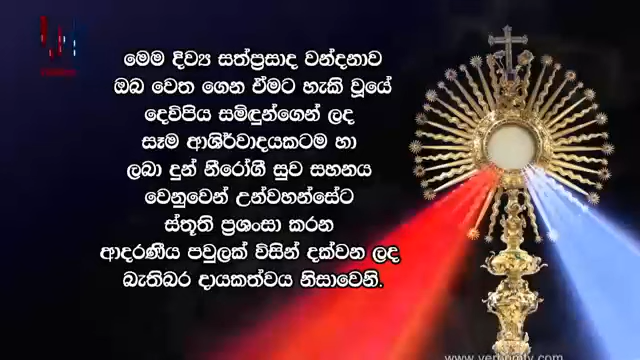 මෙම දිව්‍ය සත්ප්‍රසාද වන්දනාව
ඔබ වෙත ගෙන ඒමට හැකි වූයේ
දෙවිපිය සමිඳුන්ගෙන් ලද
සෑම ආශිර්වාදයකටම හා
ලබා දුන් නීරෝගී සුව සහනය
වෙනුවෙන් උන්වහන්සේට
ස්තූති ප්‍රශංසා කරන
ආදරණීය පවුලක් විසින් දක්වන ලද
බැතිබර දායකත්වය නිසාවෙනි.